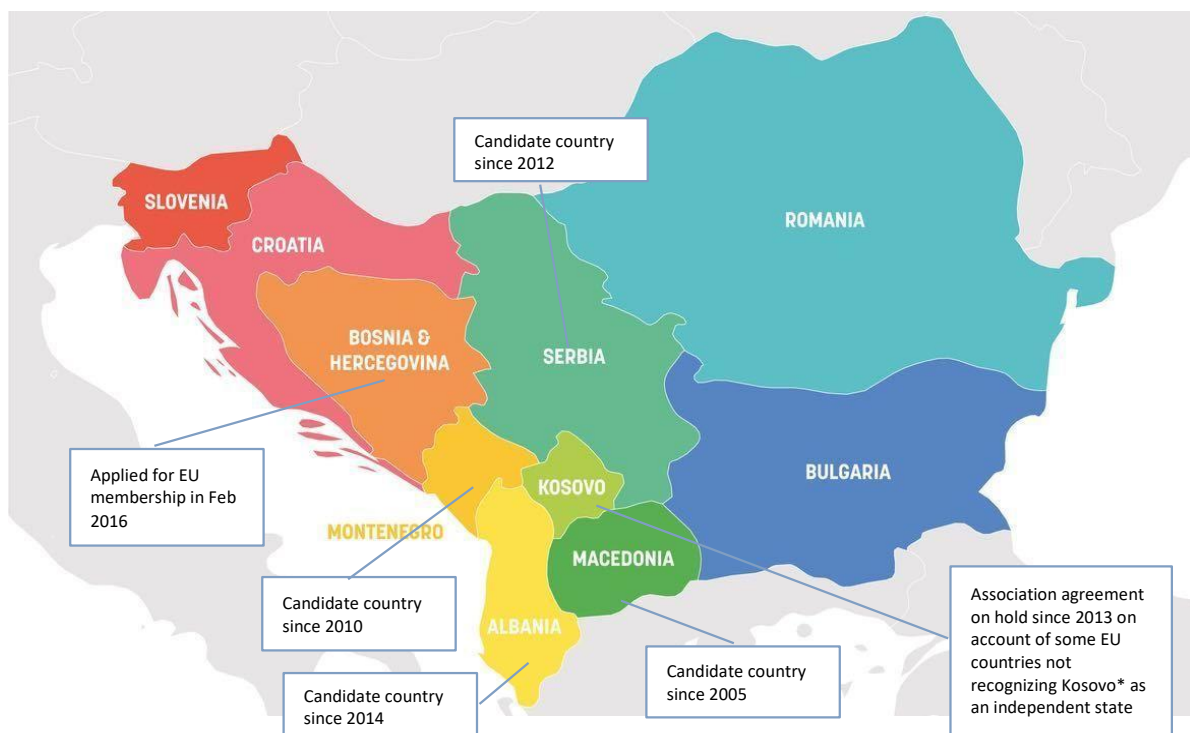 Candidate country
since 2012
SLOVENIA
ROMANIA
CROATIA
BOSNIA &
HERCEGOVINA
SERBIA
Applied for EU
membership in Feb
2016
BULGARIA
KOSOVO
MONTENEGRO
MACEDONIA
Candidate country
since 2010
ALBANIA
Association agreement
on hold since 2013 on
account of some EU
countries not
recognizing Kosovo* as
an independent state
Candidate country
since 2005
Candidate country
since 2014